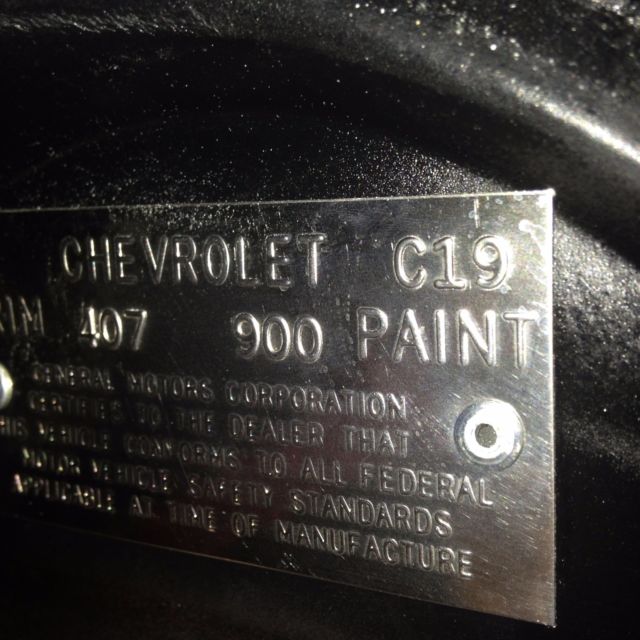 CHEVROLET C19
RIM 407 900 PAINT
GENERAL MOTORS CORPORATION
CERTIFIES TO THE DEALER THAT
VEHICLE CONFORMS TO ALL FEDERAL
MOTOR VEHICLE SAFETY STANDARDS
APPLICABLE AT TIME OF MANUFACTURE